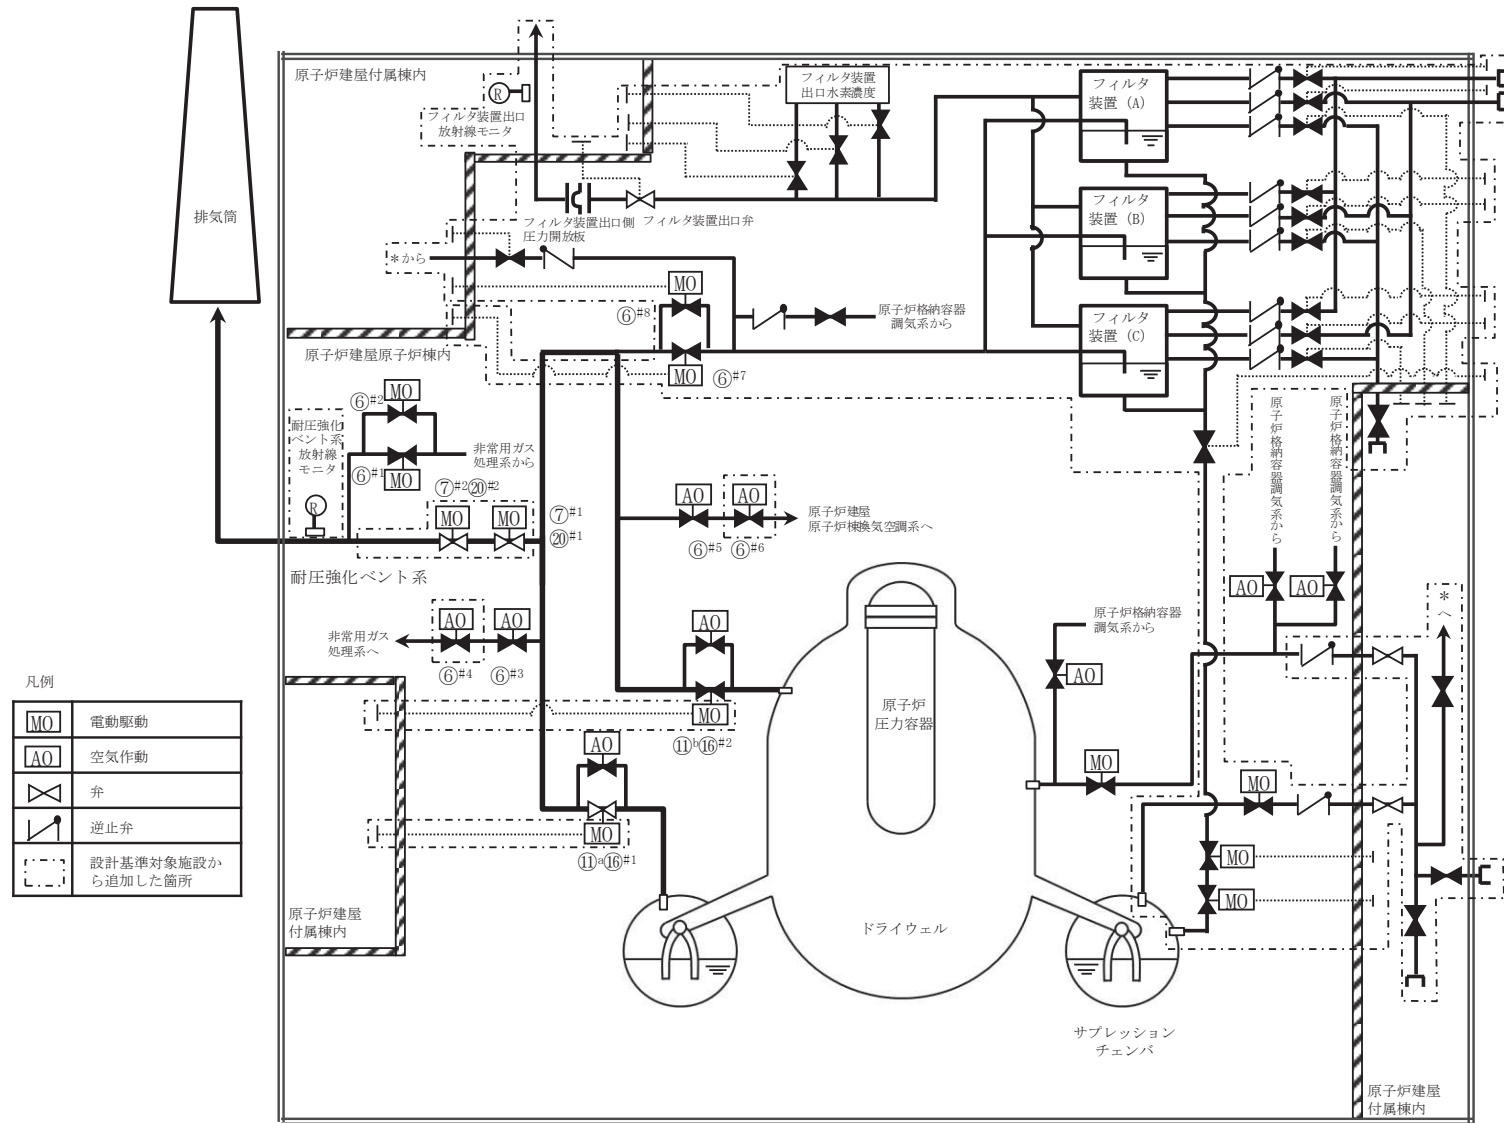 原子炉建屋付属棟内
R
フィルタ装置出口
放射線モニタ
フィルタ装置
出口水素濃度
フィルタ
装置（A）
フィルタ
装置（B）
フィルタ
装置（C）
排気筒
フィルタ装置出口側
圧力開放板
フィルタ装置出口弁
＊から
MO
⑥#8
原子炉格納容器
調気系から
原子炉建屋原子炉棟内
MO
⑥#7
⑥#2
MO
耐圧強化
ベント系
放射線
モニタ
R
非常用ガス
処理系から
⑥#1
MO
⑦#2⑳#2
MO
MO
⑦#1
⑳#1
AO
AO
⑥#5
⑥#6
原子炉建屋
原子炉棟換気空調系へ
原子炉格納容器調気系から
原子炉格納容器調気系から
AO
AO
耐圧強化ベント系
非常用ガス
処理系へ
AO
AO
⑥#4
⑥#3
AO
MO
⑪b⑯#2
原子炉格納容器
調気系から
AO
＊へ
原子炉
圧力容器
AO
MO
⑪a⑯#1
MO
MO
MO
MO
凡例
MO
電動駆動
AO
空気作動
弁
逆止弁
設計基準対象施設か
ら追加した箇所
原子炉建屋
付属棟内
ドライウェル
サプレッション
チェンバ
原子炉建屋
付属棟内